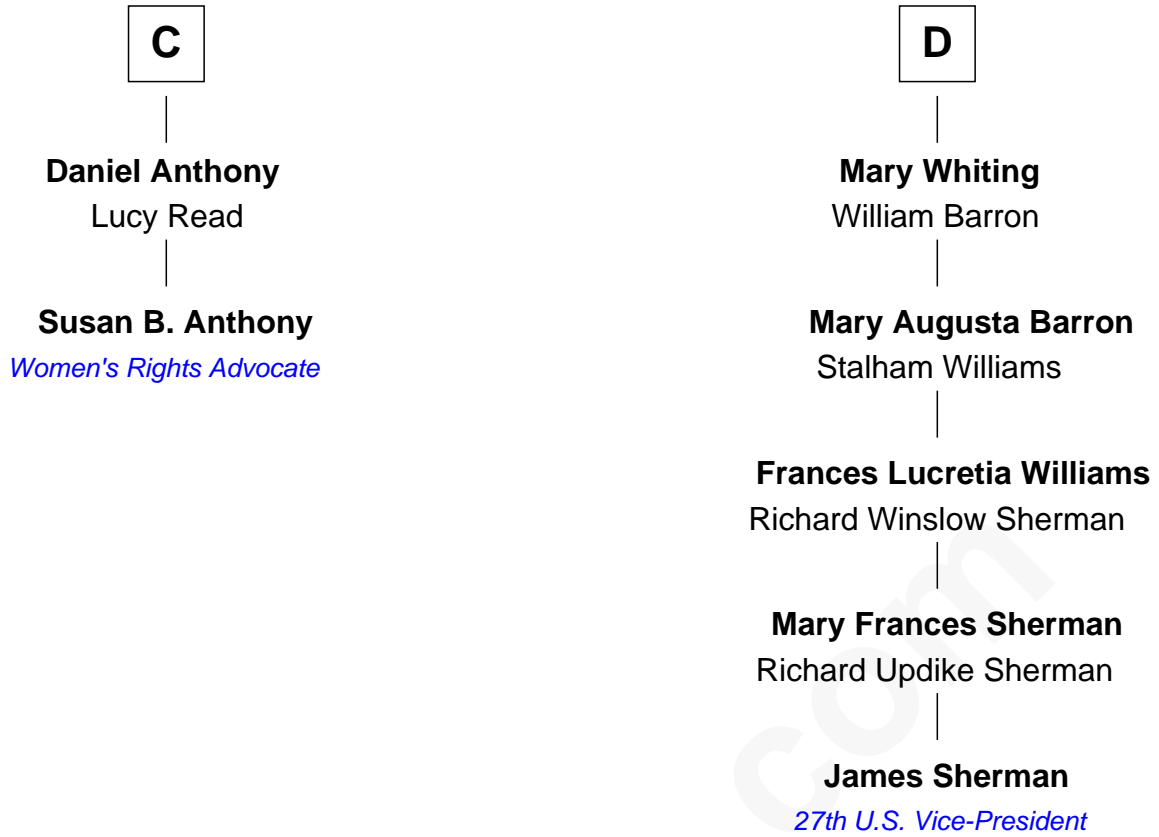 C
Daniel Anthony
Lucy Read
Susan B. Anthony
Women's Rights Advocate
D
Mary Whiting
William Barron
Mary Augusta Barron
Stalham Williams
Frances Lucretia Williams
Richard Winslow Sherman
Mary Frances Sherman
Richard Updike Sherman
James Sherman
27th U.S. Vice-President
com